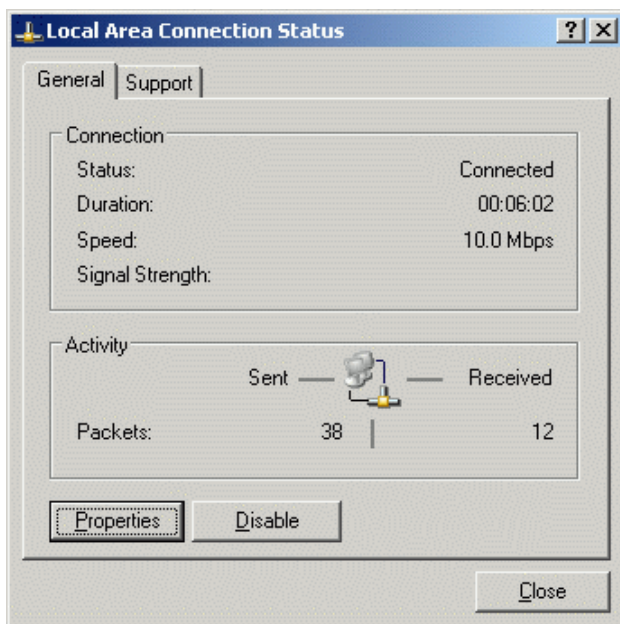 Local Area Connection Status
General Support
Connection
Status: Connected
Duration: 00:06:02
Speed: 10.0 Mbps
Signal Strength:
Activity
Sent Received
Packets: 38 12
Properties Disable
Close